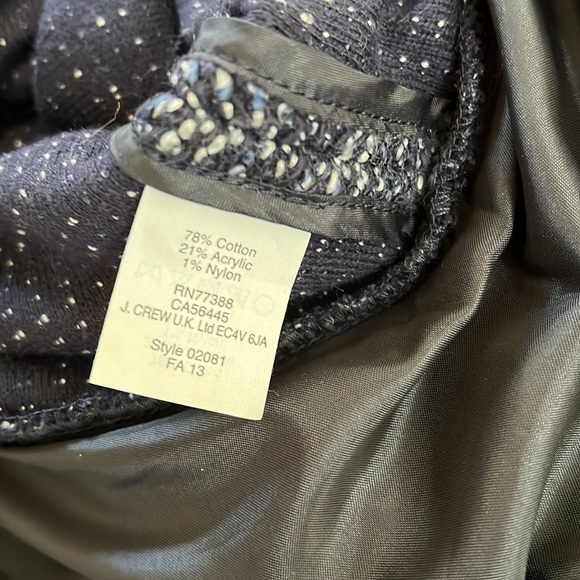 78% Cotton
21% Acrylic
1% Nylon
RN77388
CA56445
J. CREW U.K. Ltd EC4V 6JA
Style 02081
FA 13